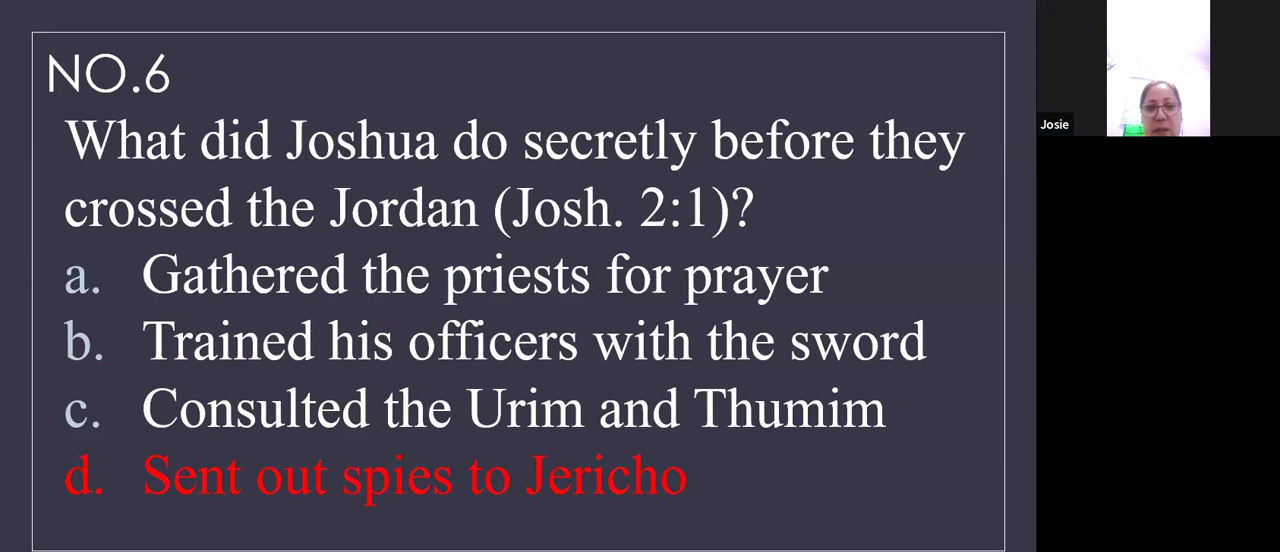 NO.6
What did Joshua do secretly before they
crossed the Jordan (Josh. 2:1)?
a. Gathered the priests for prayer
b. Trained his officers with the sword
c. Consulted the Urim and Thumim
d. Sent out spies to Jericho
Josie